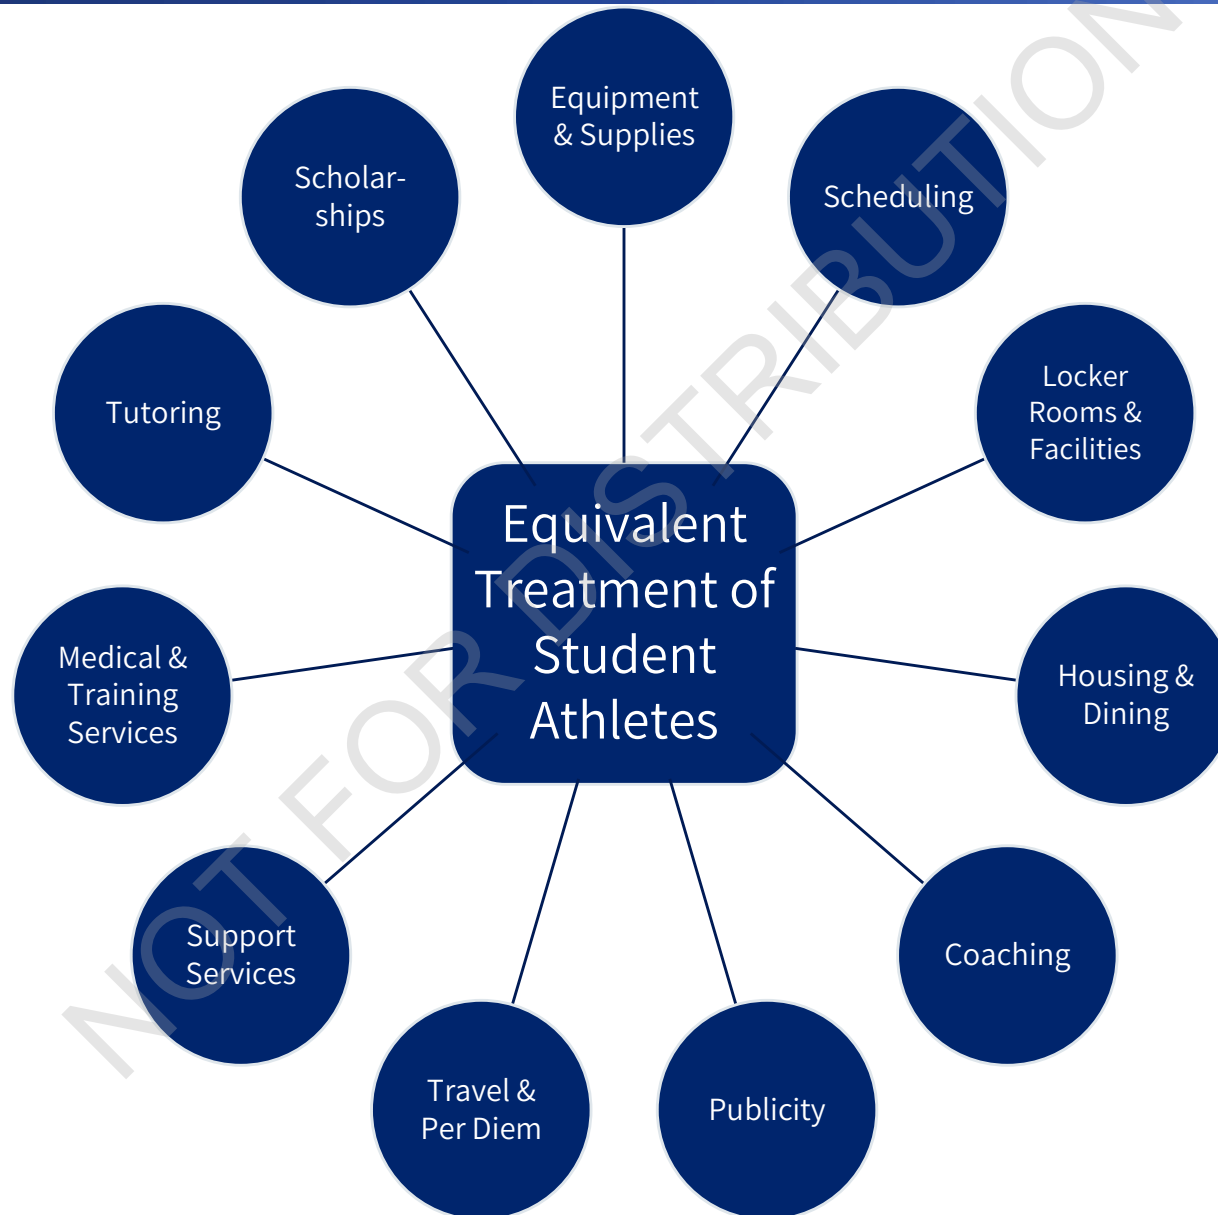 Equipment
& Supplies
Scheduling
Locker
Rooms &
Facilities
Housing &
Dining
Coaching
Publicity
Travel &
Per Diem
Support
Services
Medical &
Training
Services
Tutoring
Scholar-
ships
Equivalent
Treatment of
Student
Athletes
NOT FOR DISTRIBUTION